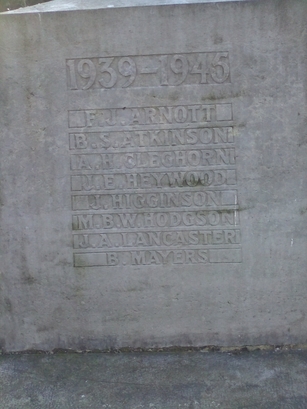 1939–1945
F. J. ARNOTT
B. S. ATKINSON
A. H. CLEGHORN
J. E. HEYWOOD
J. HIGGINSON
M. B. W. HODGSON
J. A. LANCASTER
B. MAYERS